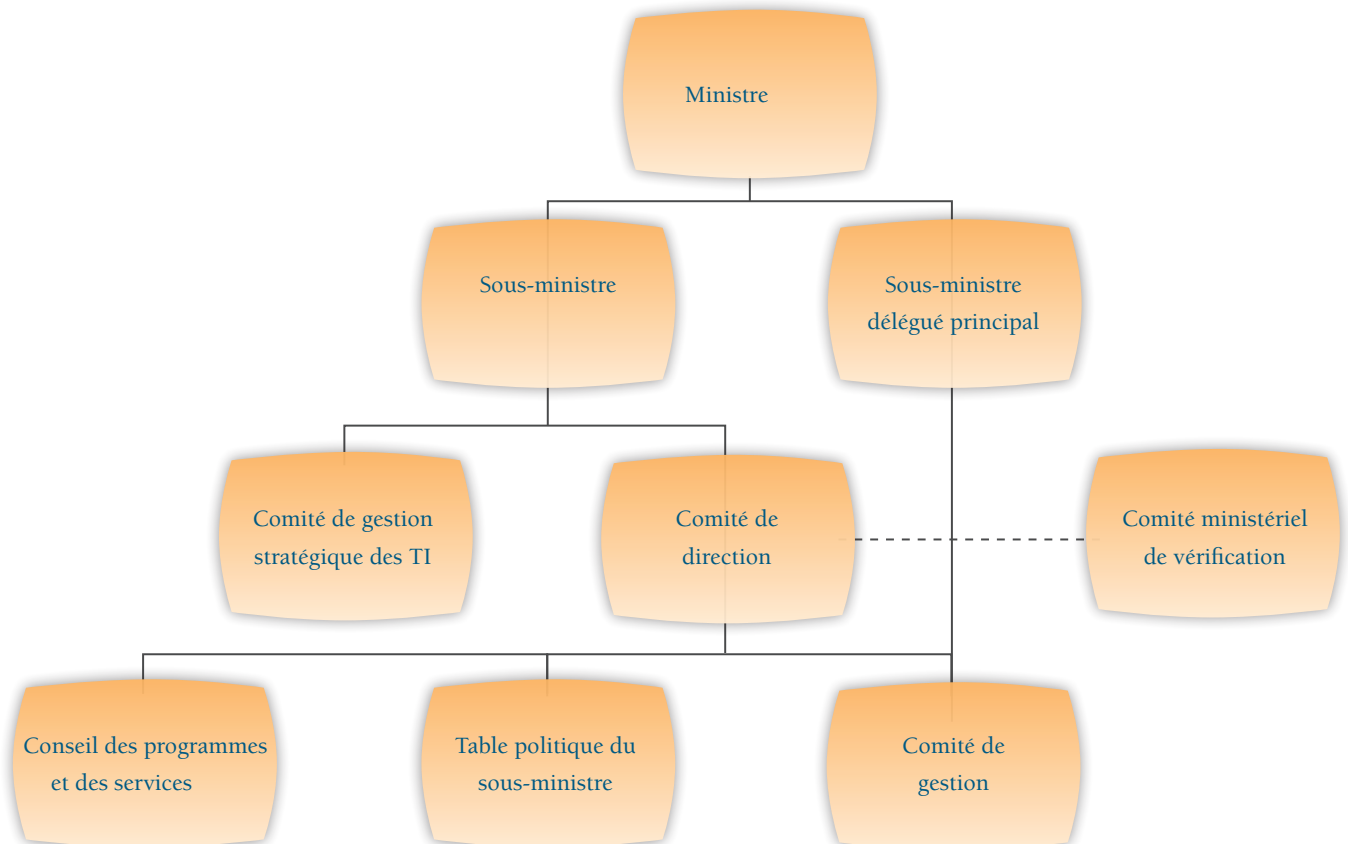 Ministre
Sous-ministre
Sous-ministre
délégué principal
Comité de gestion
stratégique des TI
Comité de
direction
Comité ministériel
de vérification
Conseil des programmes
et des services
Table politique du
sous-ministre
Comité de
gestion